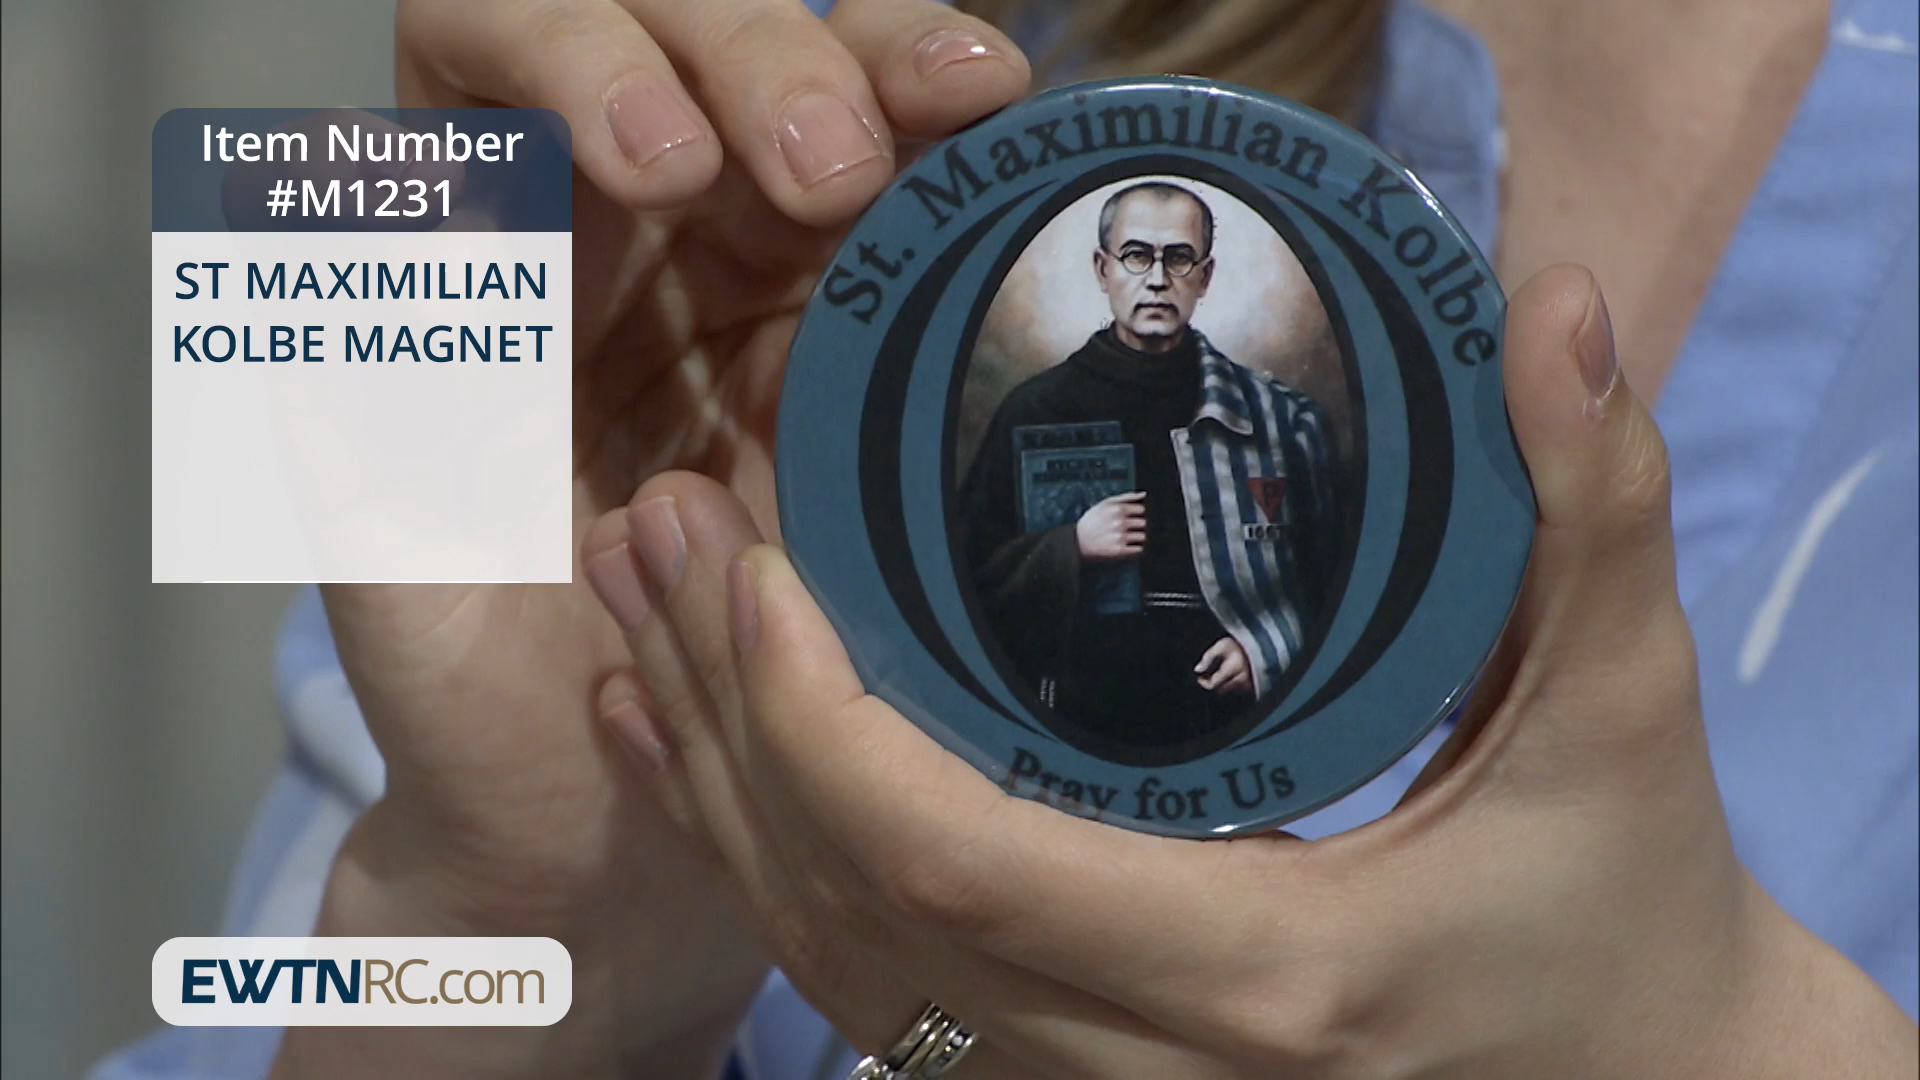 Item Number
#M1231
ST MAXIMILIAN
KOLBE MAGNET
EWTNRC.com
St. Maximilian Kolbe
P
Pray for Us